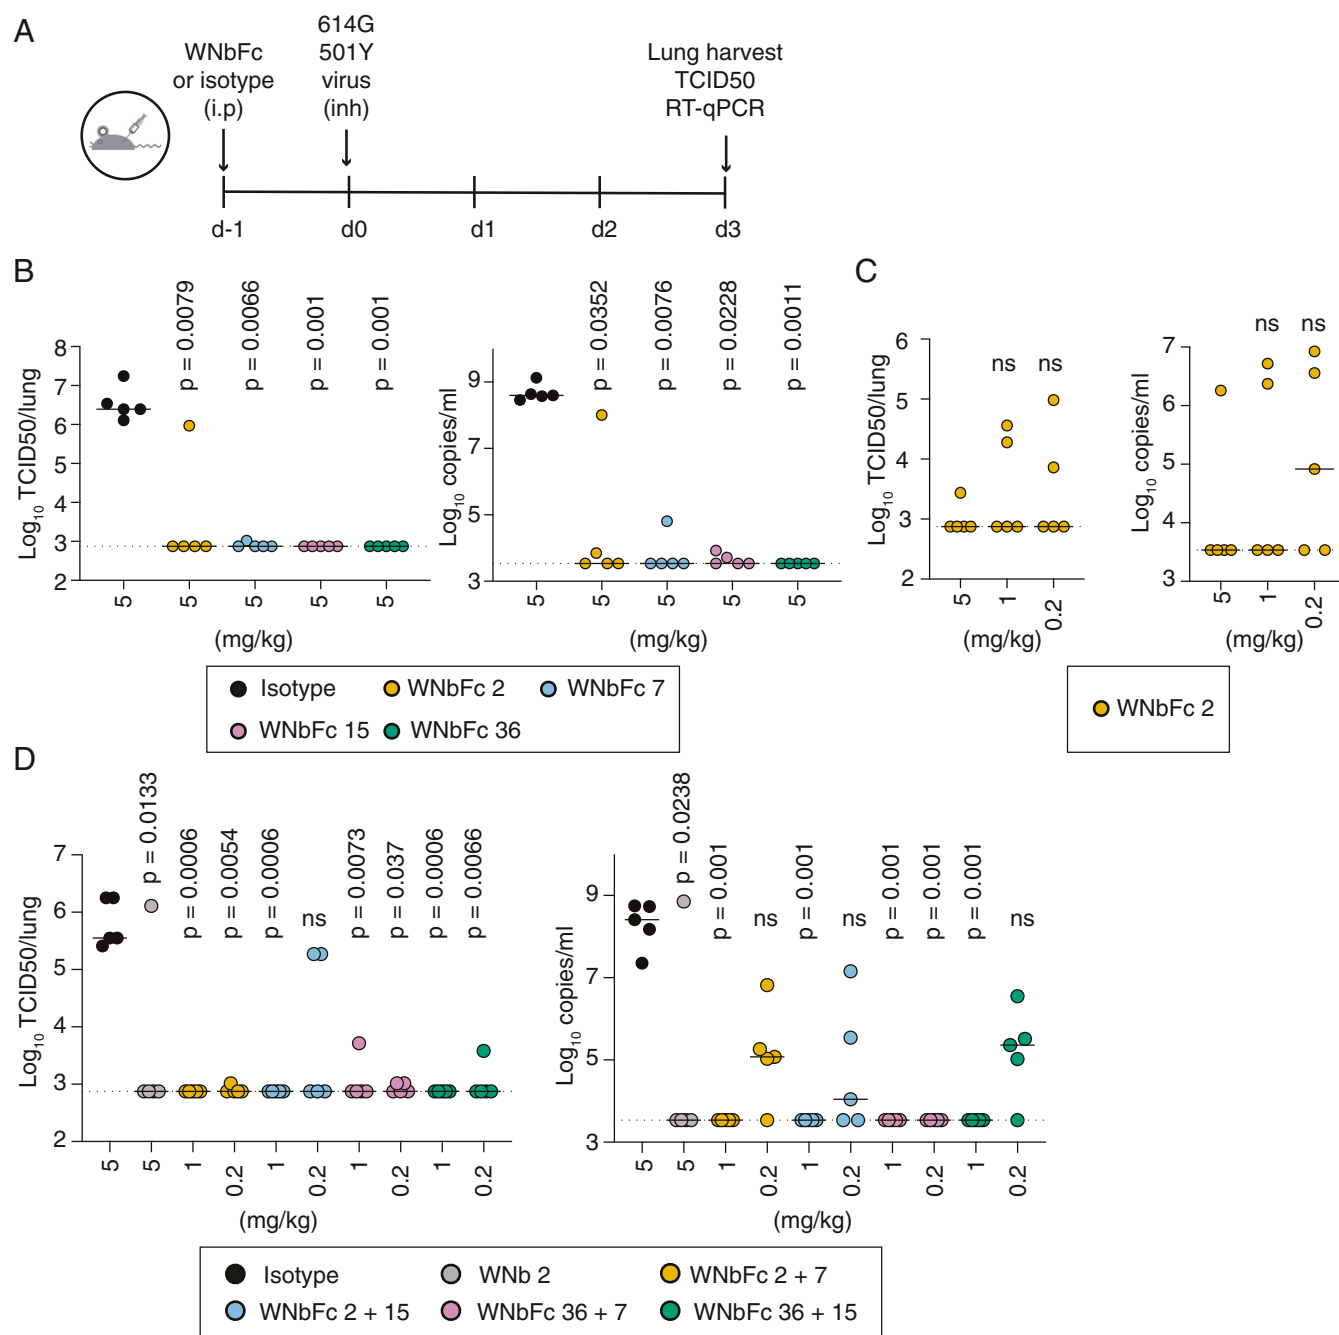 A
WNbFc
or isotype
(i.p)
614G
501Y
virus
(inh)
Lung harvest
TCID50
RT-qPCR
d-1
d0
d1
d2
d3
B
Log10 TCID50/lung
8
7
6
5
4
3
2
p = 0.0079
p = 0.0066
p = 0.001
p = 0.001
5
5
5
5
5
(mg/kg)
Log10 copies/ml
9
7
5
3
p = 0.0352
p = 0.0076
p = 0.0228
p = 0.0011
5
5
5
5
5
(mg/kg)
Isotype
WNbFc 2
WNbFc 7
WNbFc 15
WNbFc 36
C
Log10 TCID50/lung
6
5
4
3
2
ns
ns
5
1
0.2
(mg/kg)
Log10 copies/ml
7
6
5
4
3
ns
ns
5
1
0.2
(mg/kg)
WNbFc 2
D
Log10 TCID50/lung
7
6
5
4
3
2
p = 0.0133
p = 0.0006
p = 0.0054
p = 0.0006
ns
p = 0.0073
p = 0.037
p = 0.0006
p = 0.0066
5
5
1
0.2
1
0.2
1
0.2
1
0.2
(mg/kg)
Log10 copies/ml
9
7
5
3
p = 0.0238
p = 0.001
ns
p = 0.001
ns
p = 0.001
p = 0.001
p = 0.001
ns
5
5
1
0.2
1
0.2
1
0.2
1
0.2
(mg/kg)
Isotype
WNb 2
WNbFc 2 + 7
WNbFc 2 + 15
WNbFc 36 + 7
WNbFc 36 + 15